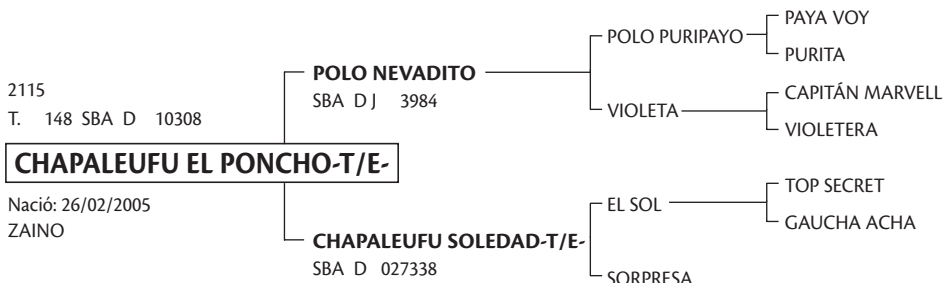 2115
T. 148 SBA D 10308
CHAPALEUFU EL PONCHO-T/E-
Nació: 26/02/2005
ZAINO
POLO NEVADITO
SBA D J 3984
CHAPALEUFU SOLEDAD-T/E-
SBA D 027338
POLO PURIPAYO
VIOLETA
EL SOL
SORPRESA
PAYA VOY
PURITA
CAPITÁN MARVELL
VIOLETERA
TOP SECRET
GAUCHA ACHA